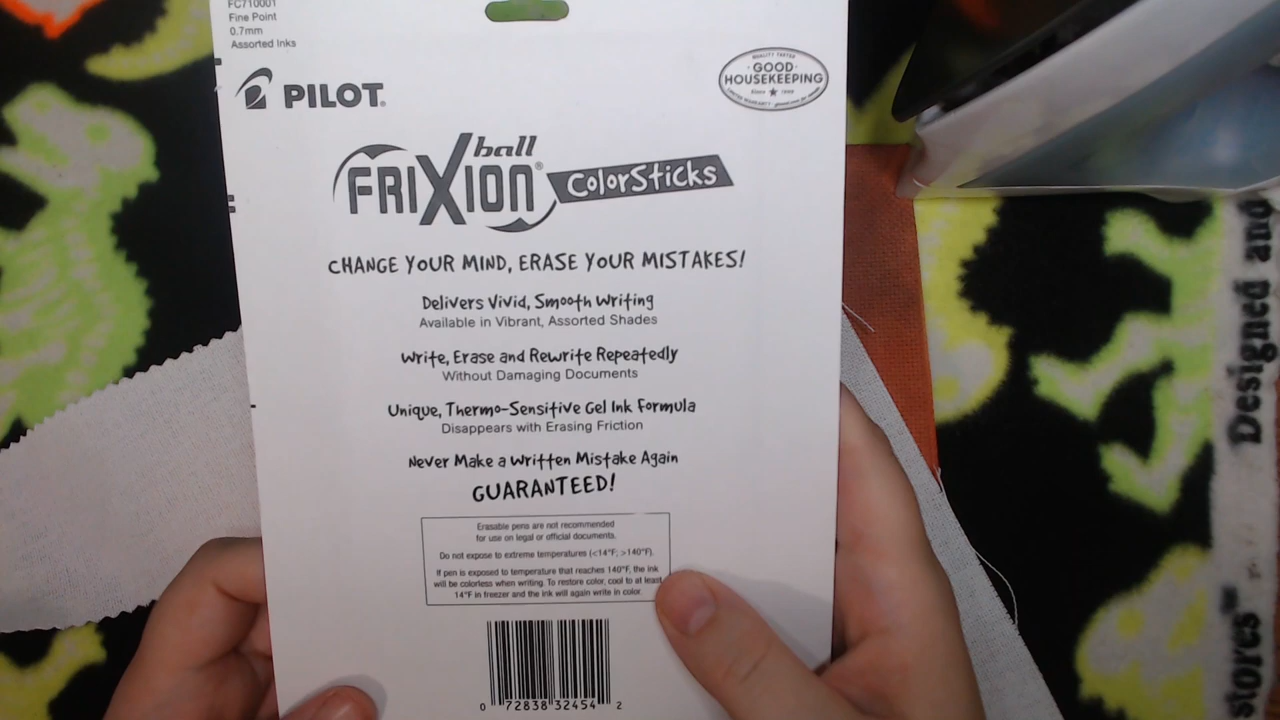 FC710001
Fine Point
0.7mm
Assorted Inks
PILOT®
QUALITY TESTED
GOOD
HOUSEKEEPING
Since ★ 1909
ball
FRIXION®
ColorSticks
CHANGE YOUR MIND, ERASE YOUR MISTAKES!
Delivers Vivid, Smooth Writing
Available in Vibrant, Assorted Shades
Write, Erase and Rewrite Repeatedly
Without Damaging Documents
Unique, Thermo-Sensitive Gel Ink Formula
Disappears with Erasing Friction
Never Make a Written Mistake Again
GUARANTEED!
Erasable pens are not recommended
for use on legal or official documents.
Do not expose to extreme temperatures (<14°F; >140°F).
If pen is exposed to temperature that reaches 140°F, the ink
will be colorless when writing. To restore color, cool to at least
14°F in freezer and the ink will again write in color.
0 72838 32454 2
Designed and
stores™